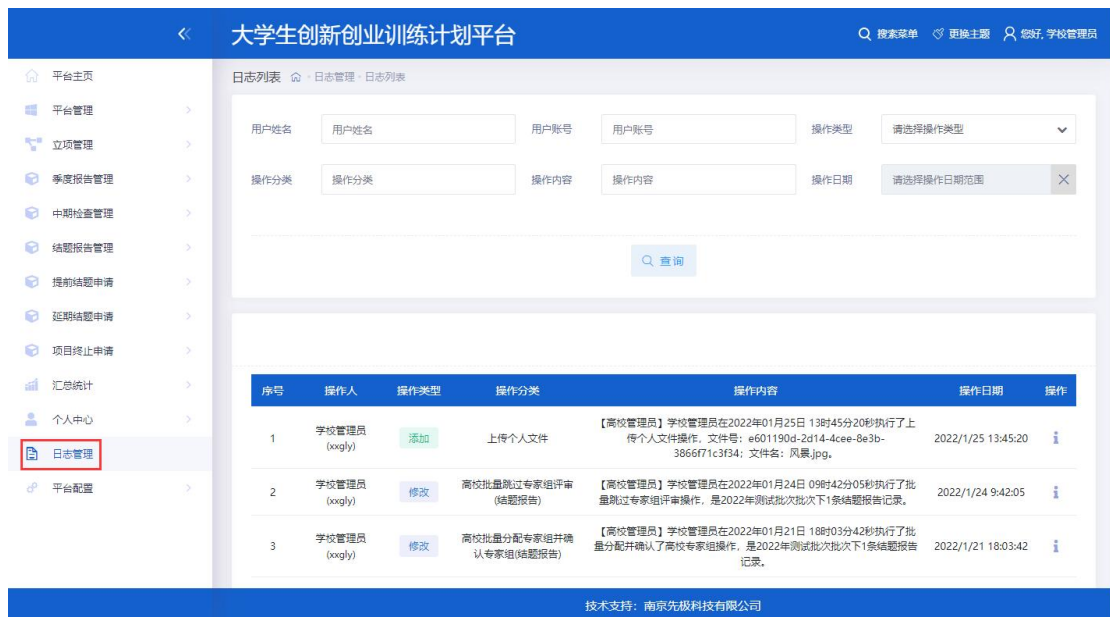 大学生创新创业训练计划平台
搜索菜单 更换主题 您好, 学校管理员
平台主页
平台管理
立项管理
季度报告管理
中期检查管理
结题报告管理
提前结题申请
延期结题申请
项目终止申请
汇总统计
个人中心
日志管理
平台配置
日志列表 日志管理 日志列表
用户姓名 用户姓名 用户账号 用户账号 操作类型 请选择操作类型
操作分类 操作分类 操作内容 操作内容 操作日期 请选择操作日期范围
查询
序号 操作人 操作类型 操作分类 操作内容 操作日期 操作
1 学校管理员 (xxgly) 添加 上传个人文件
【高校管理员】学校管理员在2022年01月25日 13时45分20秒执行了上
传个人文件操作，文件号：e601190d-2d14-4cee-8e3b-
3866f71c3f34; 文件名：风景.jpg。
2022/1/25 13:45:20
2 学校管理员 (xxgly) 修改
高校批量跳过专家组评审
(结题报告)
【高校管理员】学校管理员在2022年01月24日 09时42分05秒执行了批
量跳过专家组评审操作，是2022年测试批次批次下1条结题报告记录。
2022/1/24 9:42:05
3 学校管理员 (xxgly) 修改
高校批量分配专家组并确
认专家组(结题报告)
【高校管理员】学校管理员在2022年01月21日 18时03分42秒执行了批
量分配并确认了高校专家组操作，是2022年测试批次批次下1条结题报告
记录。
2022/1/21 18:03:42
技术支持：南京先极科技有限公司